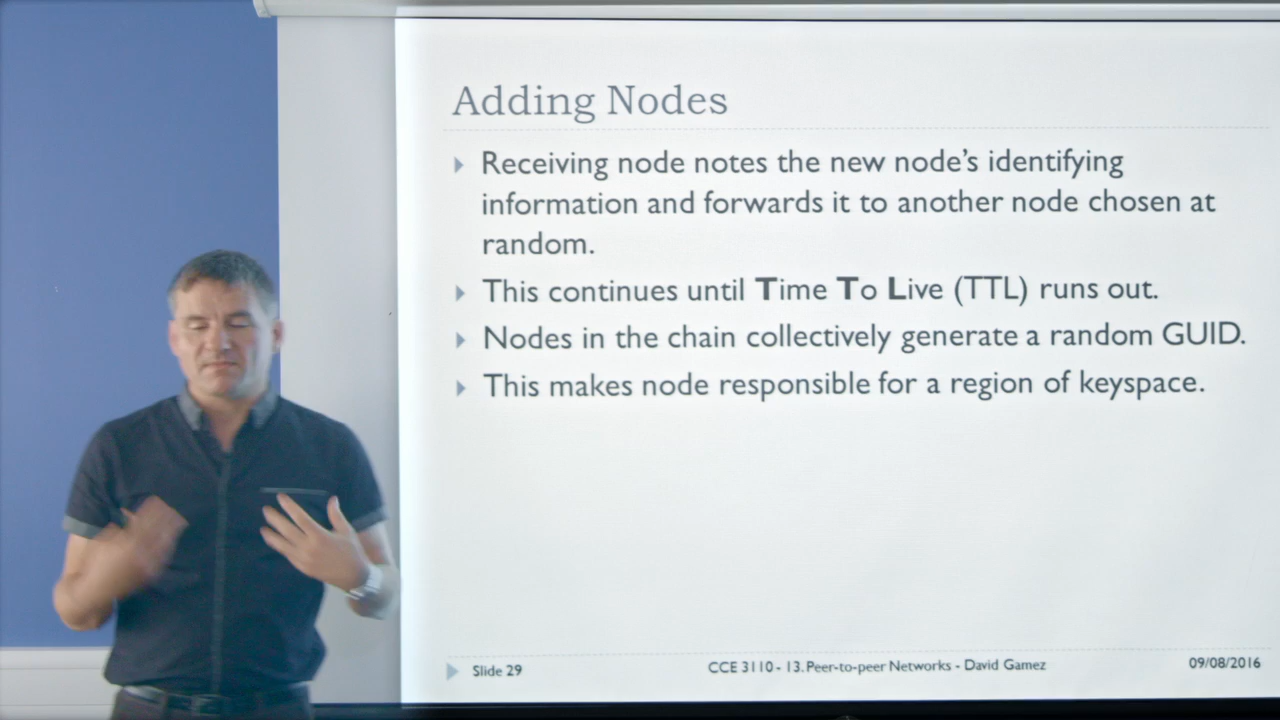 Adding Nodes
Receiving node notes the new node's identifying
information and forwards it to another node chosen at
random.
This continues until Time To Live (TTL) runs out.
Nodes in the chain collectively generate a random GUID.
This makes node responsible for a region of keyspace.
Slide 29
CCE 3110 - 13. Peer-to-peer Networks - David Gamez
09/08/2016